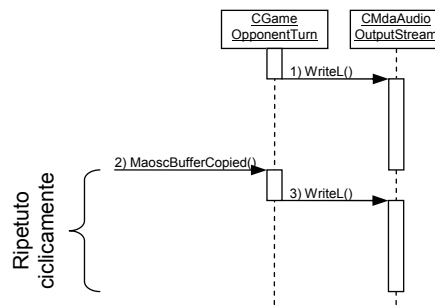 CGame
OpponentTurn
CMdaAudio
OutputStream
1) WriteL()
2) MaoscBufferCopied()
3) WriteL()
Ripetuto
ciclicamente